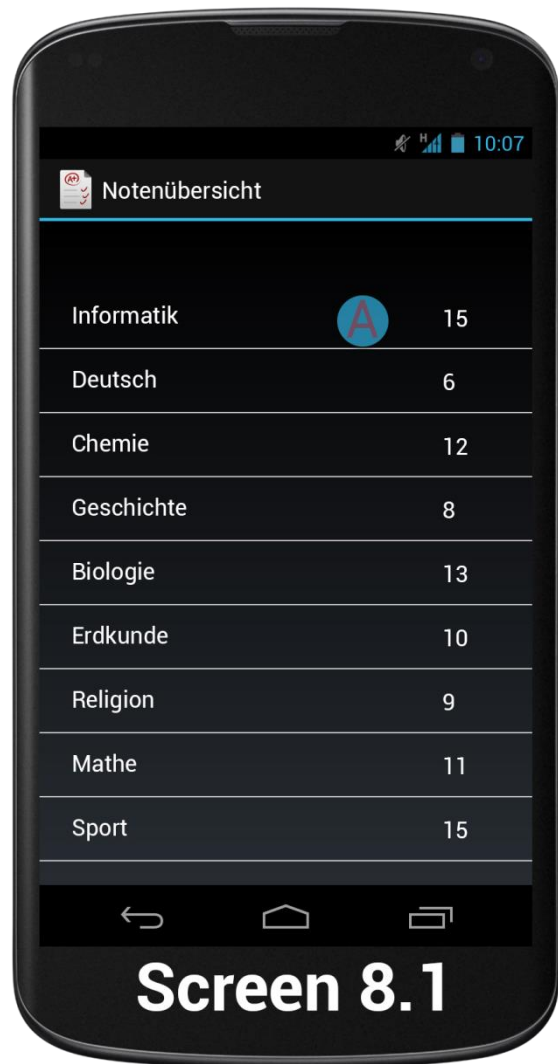 H 10:07
A+ Notenübersicht
Informatik A 15
Deutsch 6
Chemie 12
Geschichte 8
Biologie 13
Erdkunde 10
Religion 9
Mathe 11
Sport 15
Screen 8.1